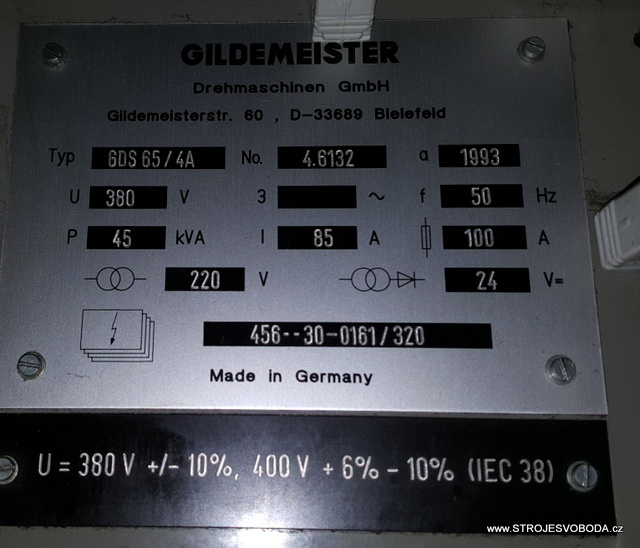 GILDEMEISTER
Drehmaschinen GmbH
Gildemeisterstr. 60 , D-33689 Bielefeld
Typ GDS 65/4A No. 4.6132 a 1993
U 380 V 3 ~ f 50 Hz
P 45 kVA I 85 A 100 A
220 V 24 V=
456--30-0161/320
Made in Germany
U = 380 V +/- 10%, 400 V + 6% - 10% (IEC 38)
www.STROJESVOBODA.cz